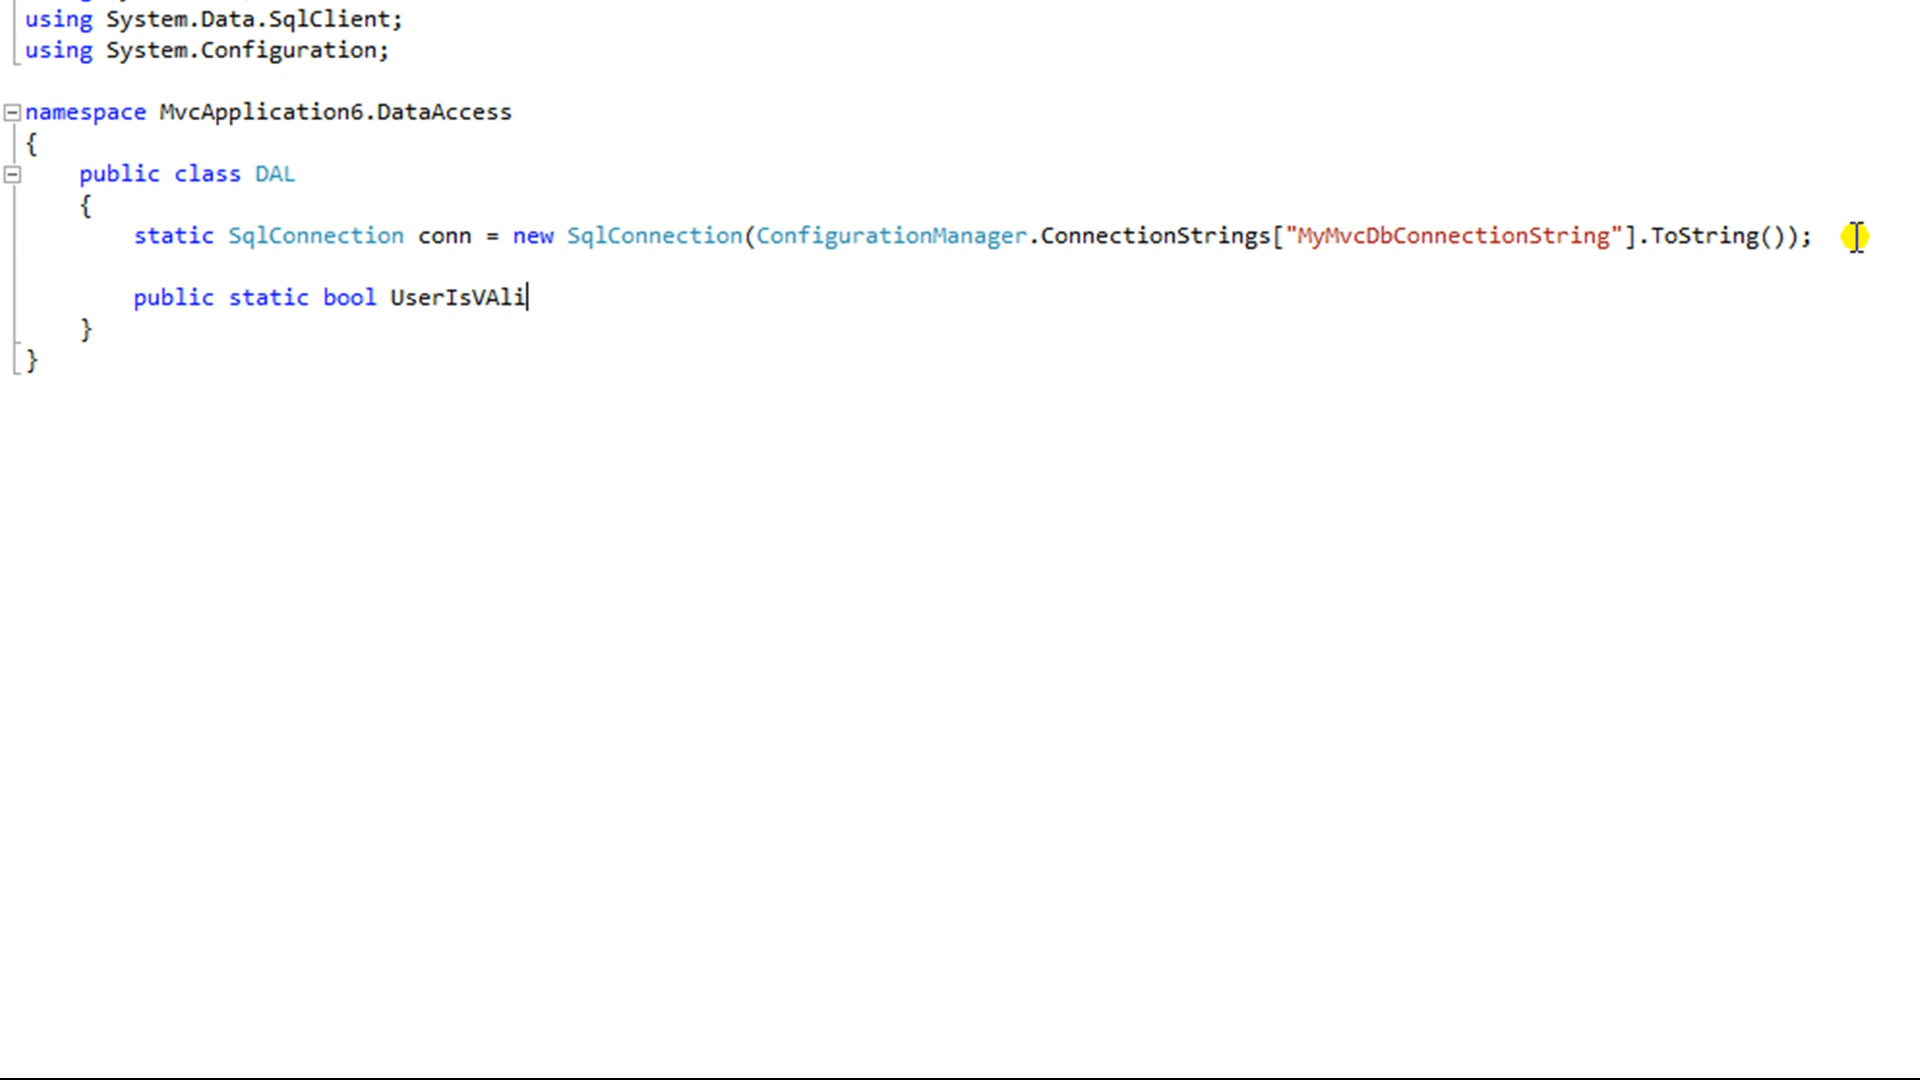 using System.Data.SqlClient;
using System.Configuration;
namespace MvcApplication6.DataAccess
{
public class DAL
{
static SqlConnection conn = new SqlConnection(ConfigurationManager.ConnectionStrings["MyMvcDbConnectionString"].ToString());
public static bool UserIsVAli
}
}